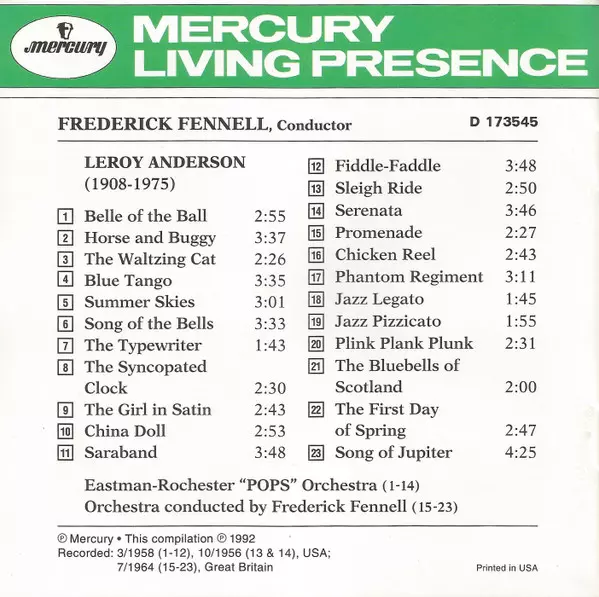 mercury
MERCURY
LIVING PRESENCE
FREDERICK FENNELL, Conductor
D 173545
LEROY ANDERSON
(1908-1975)
1 Belle of the Ball 2:55
2 Horse and Buggy 3:37
3 The Waltzing Cat 2:26
4 Blue Tango 3:35
5 Summer Skies 3:01
6 Song of the Bells 3:33
7 The Typewriter 1:43
8 The Syncopated
Clock 2:30
9 The Girl in Satin 2:43
10 China Doll 2:53
11 Saraband 3:48
12 Fiddle-Faddle 3:48
13 Sleigh Ride 2:50
14 Serenata 3:46
15 Promenade 2:27
16 Chicken Reel 2:43
17 Phantom Regiment 3:11
18 Jazz Legato 1:45
19 Jazz Pizzicato 1:55
20 Plink Plank Plunk 2:31
21 The Bluebells of
Scotland 2:00
22 The First Day
of Spring 2:47
23 Song of Jupiter 4:25
Eastman-Rochester “POPS” Orchestra (1-14)
Orchestra conducted by Frederick Fennell (15-23)
℗ Mercury • This compilation ℗ 1992
Recorded: 3/1958 (1-12), 10/1956 (13 & 14), USA;
7/1964 (15-23), Great Britain
Printed in USA